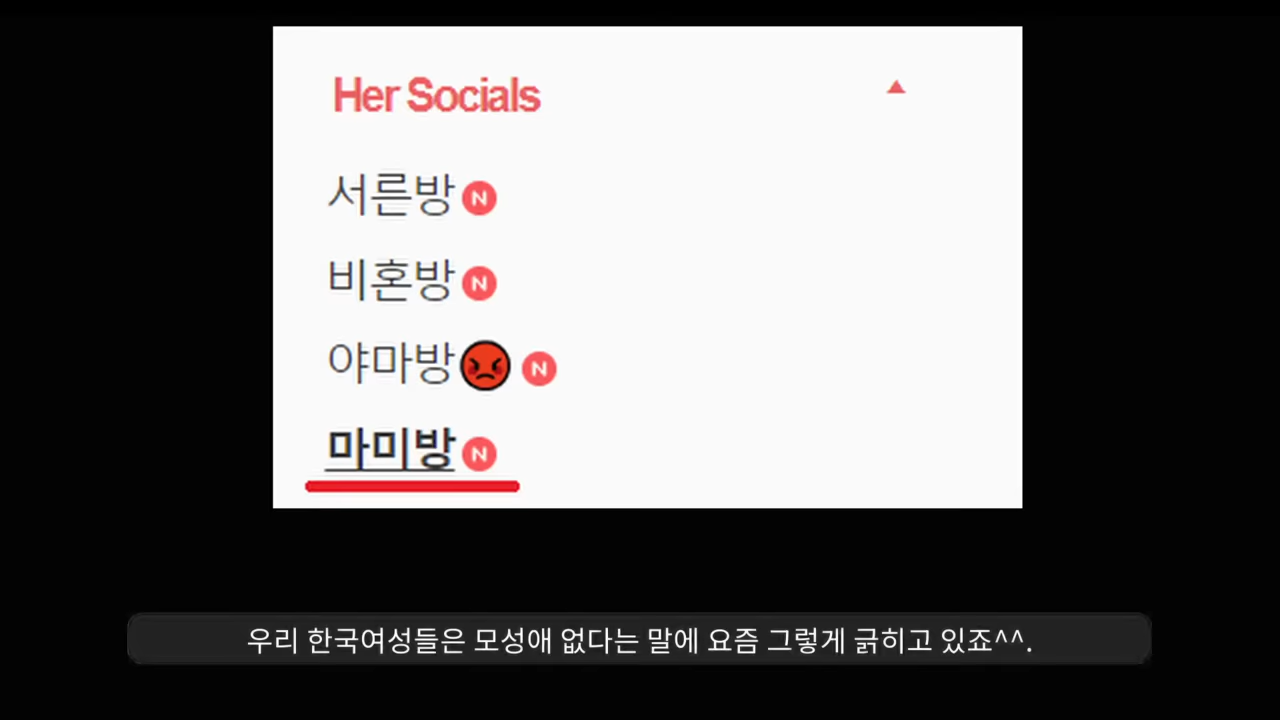 Her Socials
서른방 N
비혼방 N
야마방😡 N
마미방 N
우리 한국여성들은 모성애 없다는 말에 요즘 그렇게 긁히고 있죠^^.